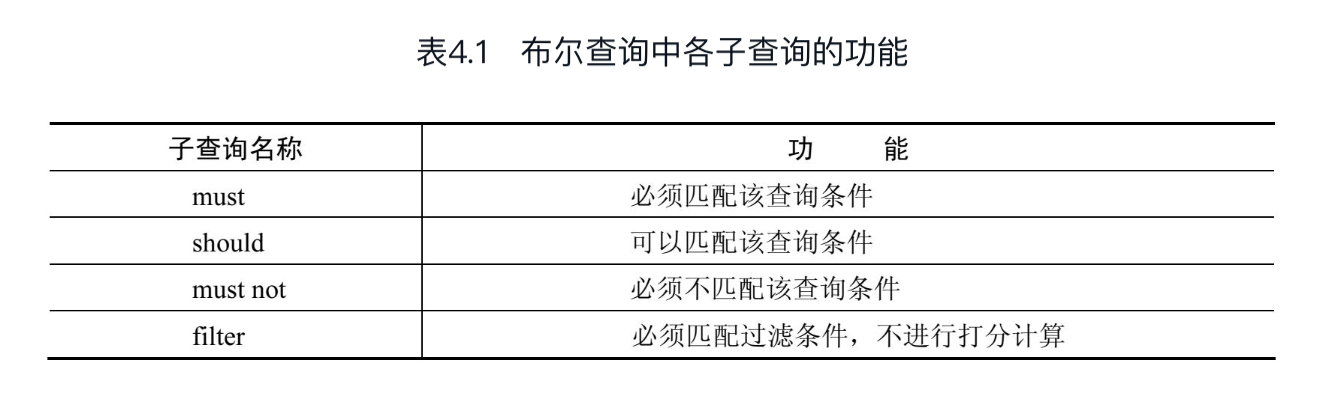 表4.1 布尔查询中各子查询的功能
子查询名称 功 能
must 必须匹配该查询条件
should 可以匹配该查询条件
must not 必须不匹配该查询条件
filter 必须匹配过滤条件，不进行打分计算